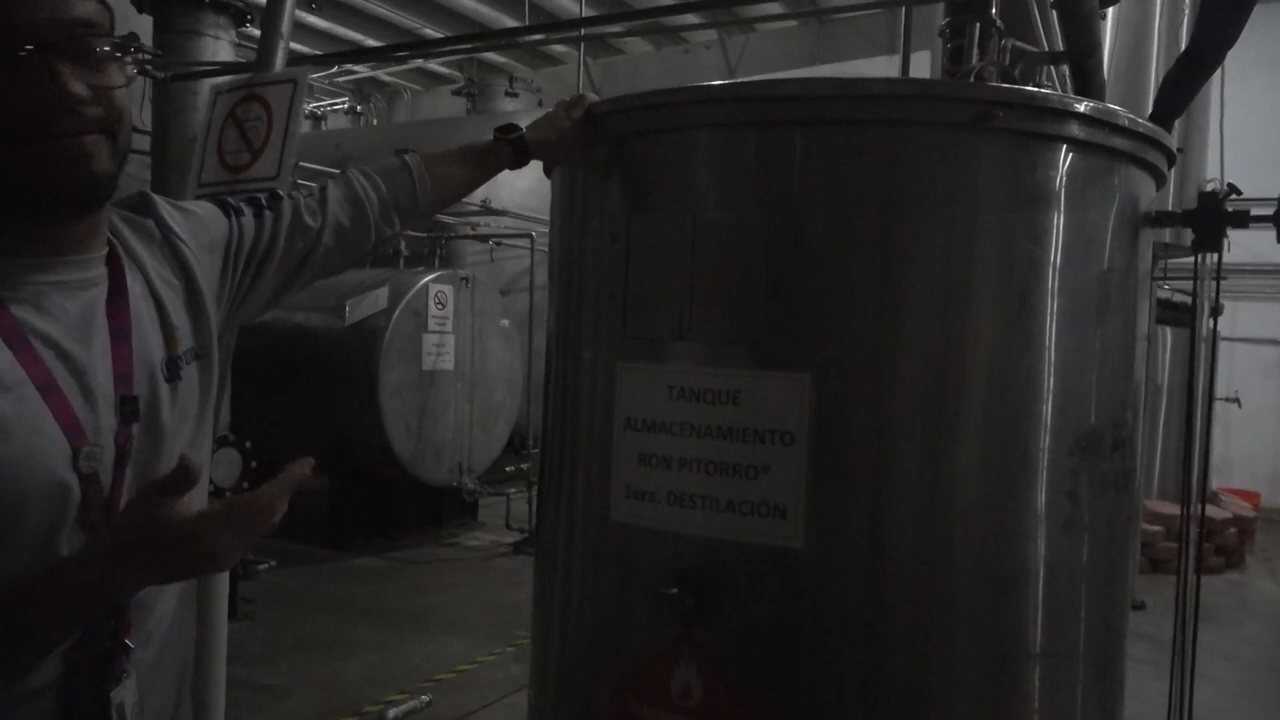 TANQUE
ALMACENAMIENTO
RON PITORRO®
1era. DESTILACIÓN